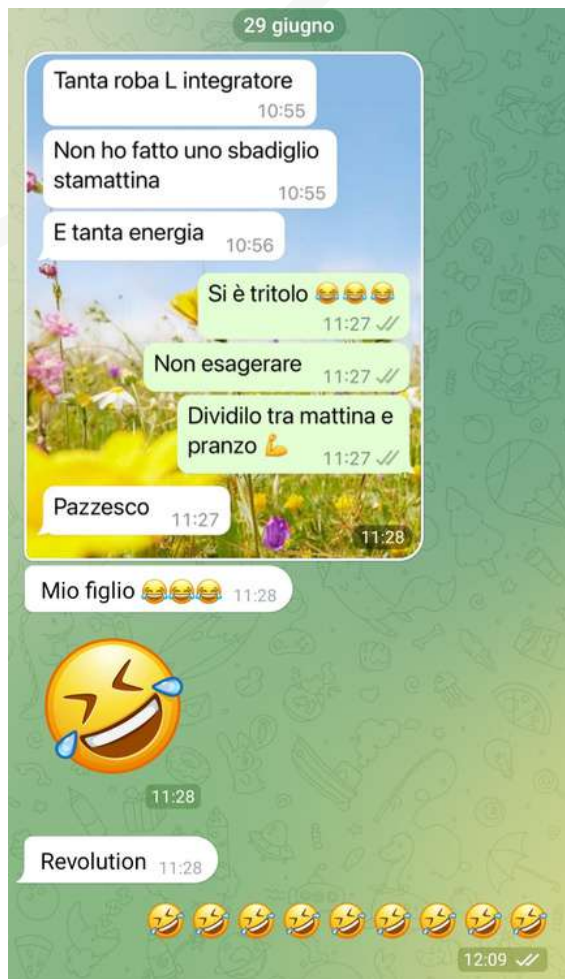 29 giugno
Tanta roba L integratore
10:55
Non ho fatto uno sbadiglio
stamattina
10:55
E tanta energia 10:56
Si è tritolo 😂😂😂
11:27
Non esagerare 11:27
Dividilo tra mattina e
pranzo 💪
11:27
Pazzesco 11:27
11:28
Mio figlio 😂😂😂 11:28
11:28
Revolution 11:28
🤣🤣🤣🤣🤣🤣🤣🤣🤣
12:09